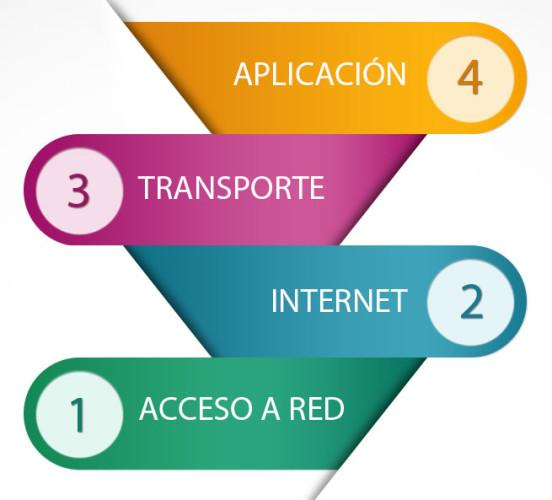 APLICACIÓN 4
3 TRANSPORTE
INTERNET 2
1 ACCESO A RED